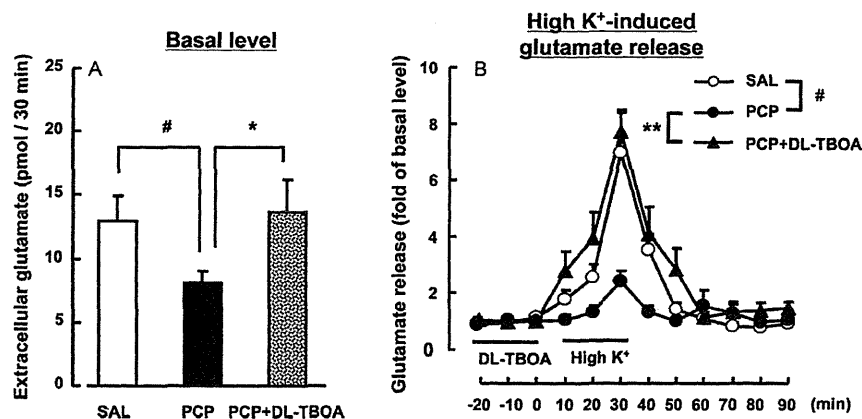 Basal level
A
Extracellular glutamate (pmol / 30 min)
25
20
15
10
5
0
#
*
SAL PCP PCP+DL-TBOA
High K⁺-induced
glutamate release
B
Glutamate release (fold of basal level)
10
8
6
4
2
0
SAL
PCP
PCP+DL-TBOA
#
**
DL-TBOA
High K⁺
-20 -10 0 10 20 30 40 50 60 70 80 90 (min)